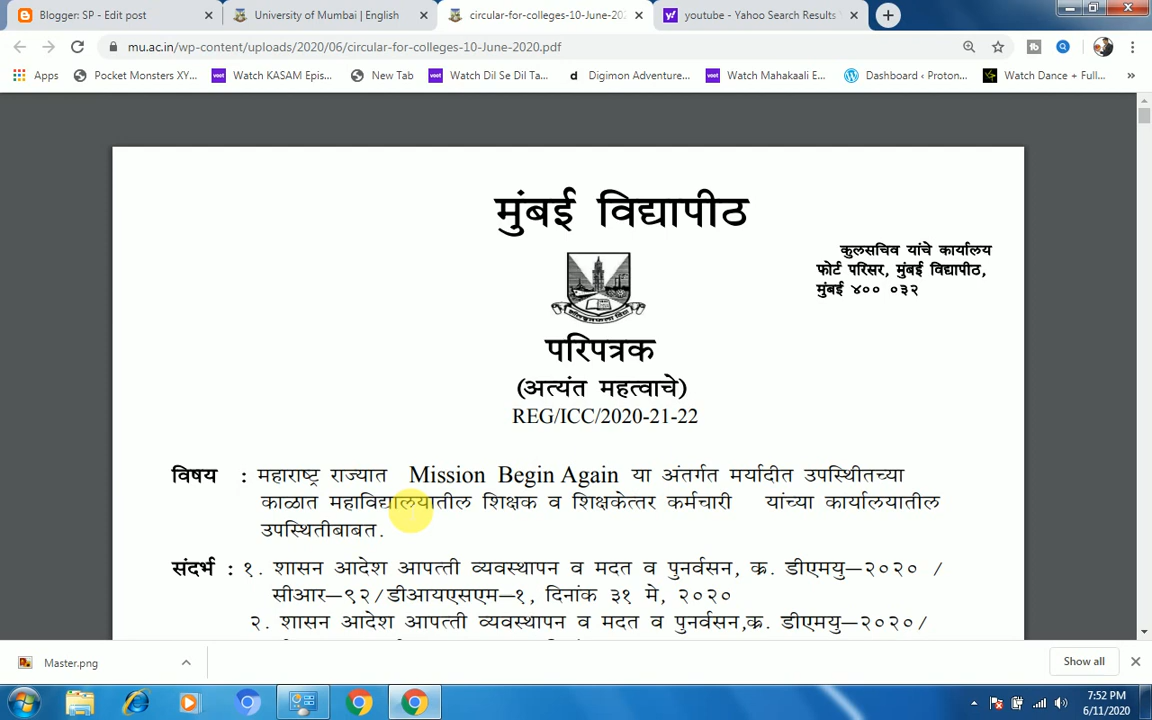 Blogger: SP - Edit post
University of Mumbai | English
circular-for-colleges-10-June-202
youtube - Yahoo Search Results
mu.ac.in/wp-content/uploads/2020/06/circular-for-colleges-10-June-2020.pdf
Apps
Pocket Monsters XY...
Watch KASAM Epis...
New Tab
Watch Dil Se Dil Ta...
Digimon Adventure...
Watch Mahakaali E...
Dashboard ‹ Proton...
Watch Dance + Full...
मुंबई विद्यापीठ
कुलसचिव यांचे कार्यालय
फोर्ट परिसर, मुंबई विद्यापीठ,
मुंबई ४०० ०३२
परिपत्रक
(अत्यंत महत्वाचे)
REG/ICC/2020-21-22
विषय : महाराष्ट्र राज्यात Mission Begin Again या अंतर्गत मर्यादीत उपस्थितीच्या
काळात महाविद्यालयातील शिक्षक व शिक्षकेत्तर कर्मचारी यांच्या कार्यालयातील
उपस्थितीबाबत.
संदर्भ : १. शासन आदेश आपत्ती व्यवस्थापन व मदत व पुनर्वसन, क्र. डीएमयु–२०२० /
सीआर–९२/डीआयएसएम–१, दिनांक ३१ मे, २०२०
२. शासन आदेश आपत्ती व्यवस्थापन व मदत व पुनर्वसन,क्र. डीएमयु–२०२०/
Master.png
Show all
7:52 PM
6/11/2020